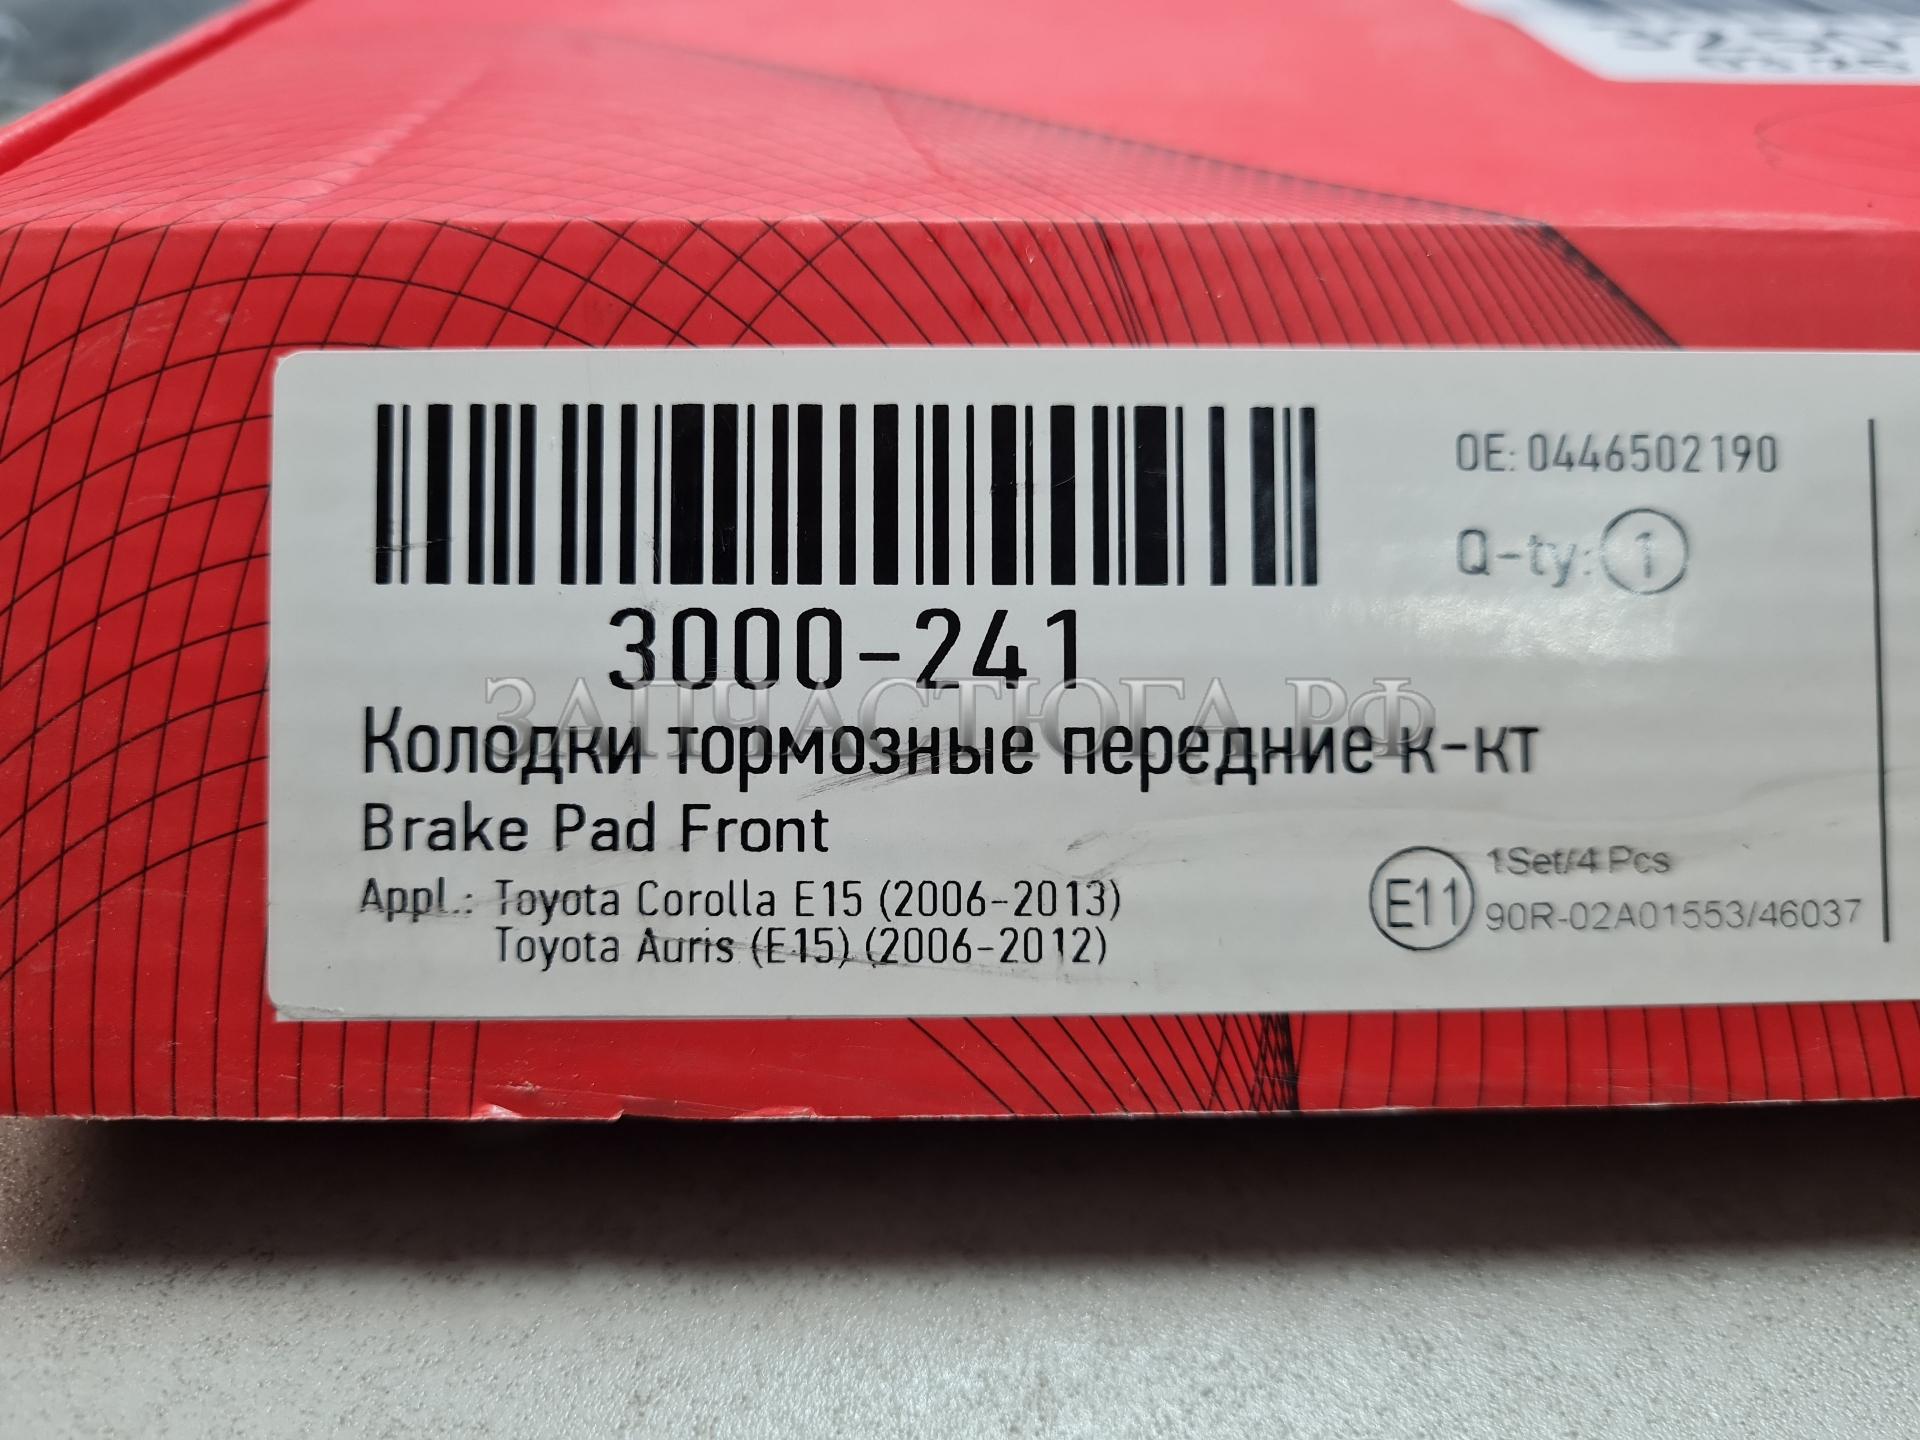 OE: 0446502190
Q-ty: 1
3000-241
ЗАПЧАСТЮГА.РФ
Колодки тормозные передние к-кт
Brake Pad Front
Appl.: Toyota Corolla E15 (2006-2013)
Toyota Auris (E15) (2006-2012)
E11
1Set/4 Pcs
90R-02A01553/46037